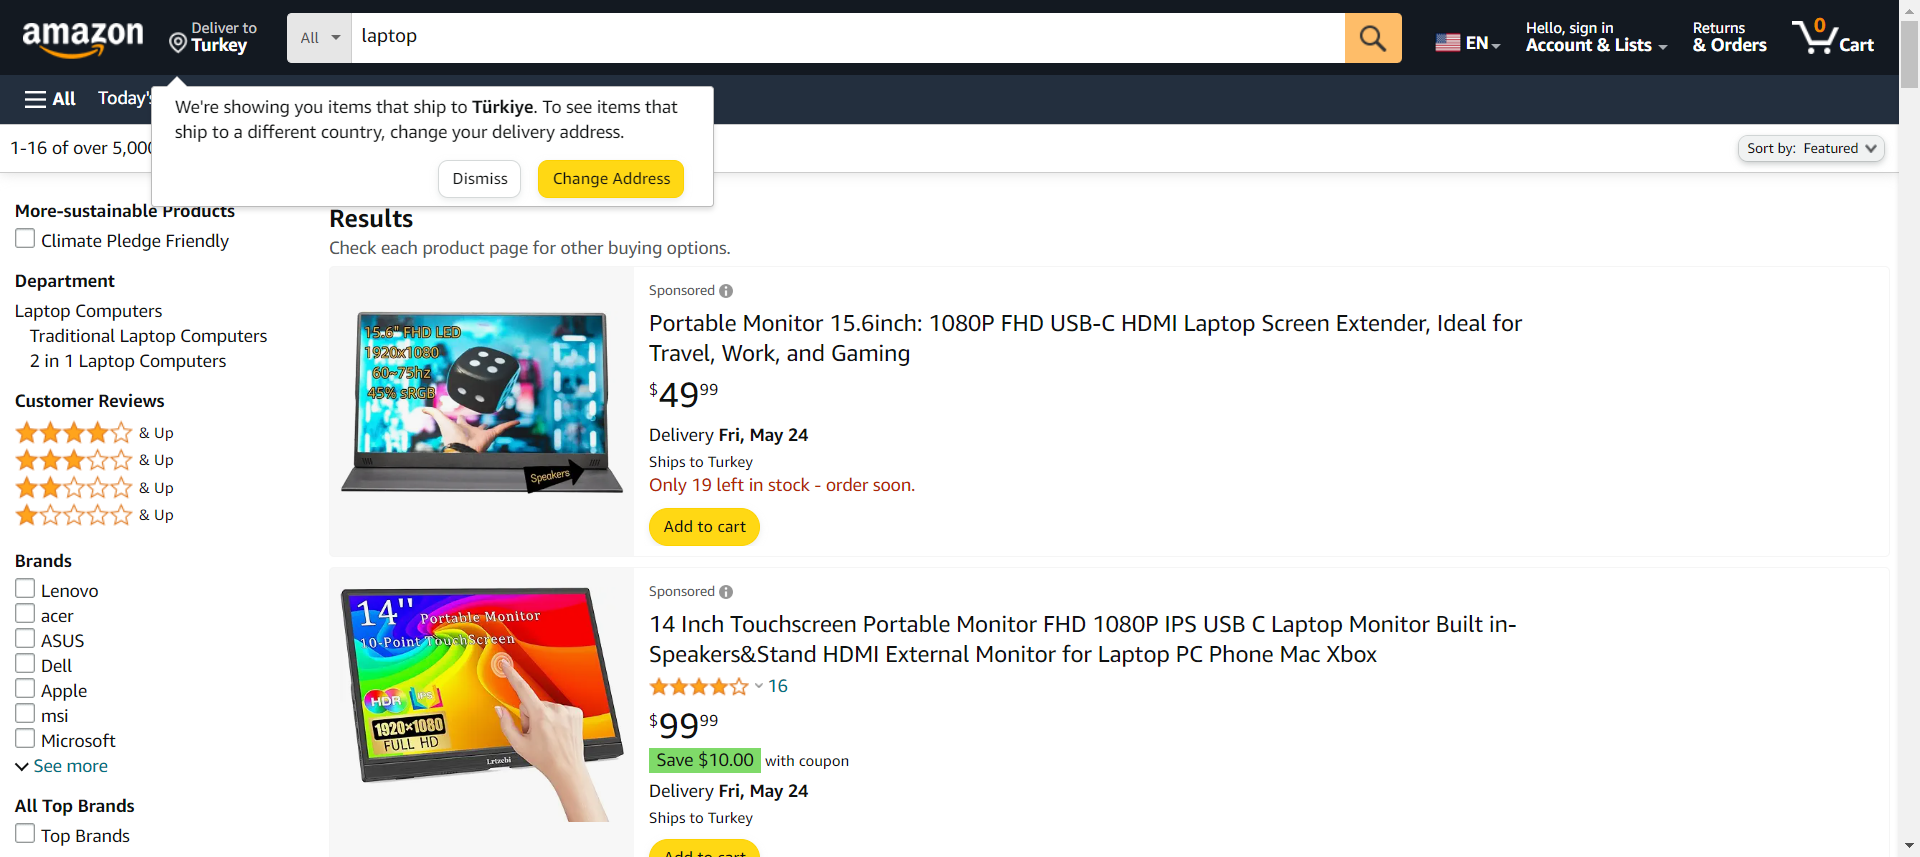 amazon
Deliver to
Turkey
All
laptop
EN
Hello, sign in
Account & Lists
Returns
& Orders
0
Cart
All
Today's
We're showing you items that ship to Türkiye. To see items that
ship to a different country, change your delivery address.
Dismiss
Change Address
1-16 of over 5,000
Sort by: Featured
More-sustainable Products
Climate Pledge Friendly
Department
Laptop Computers
Traditional Laptop Computers
2 in 1 Laptop Computers
Customer Reviews
& Up
& Up
& Up
& Up
Brands
Lenovo
acer
ASUS
Dell
Apple
msi
Microsoft
See more
All Top Brands
Top Brands
Results
Check each product page for other buying options.
15.6" FHD LED
1920x1080
60~75hz
45% sRGB
Speakers
Sponsored
Portable Monitor 15.6inch: 1080P FHD USB-C HDMI Laptop Screen Extender, Ideal for
Travel, Work, and Gaming
$49.99
Delivery Fri, May 24
Ships to Turkey
Only 19 left in stock - order soon.
Add to cart
14'' Portable Monitor
10-Point TouchScreen
HDR IPS
1920×1080
FULL HD
Lrtzcbi
Sponsored
14 Inch Touchscreen Portable Monitor FHD 1080P IPS USB C Laptop Monitor Built in-
Speakers&Stand HDMI External Monitor for Laptop PC Phone Mac Xbox
16
$99.99
Save $10.00 with coupon
Delivery Fri, May 24
Ships to Turkey
Add to cart